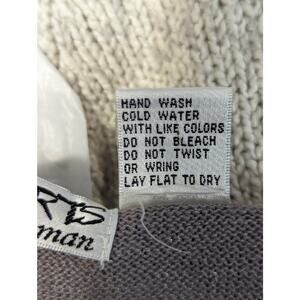 HAND WASH
COLD WATER
WITH LIKE COLORS
DO NOT BLEACH
DO NOT TWIST
OR WRING
LAY FLAT TO DRY
RTS
man